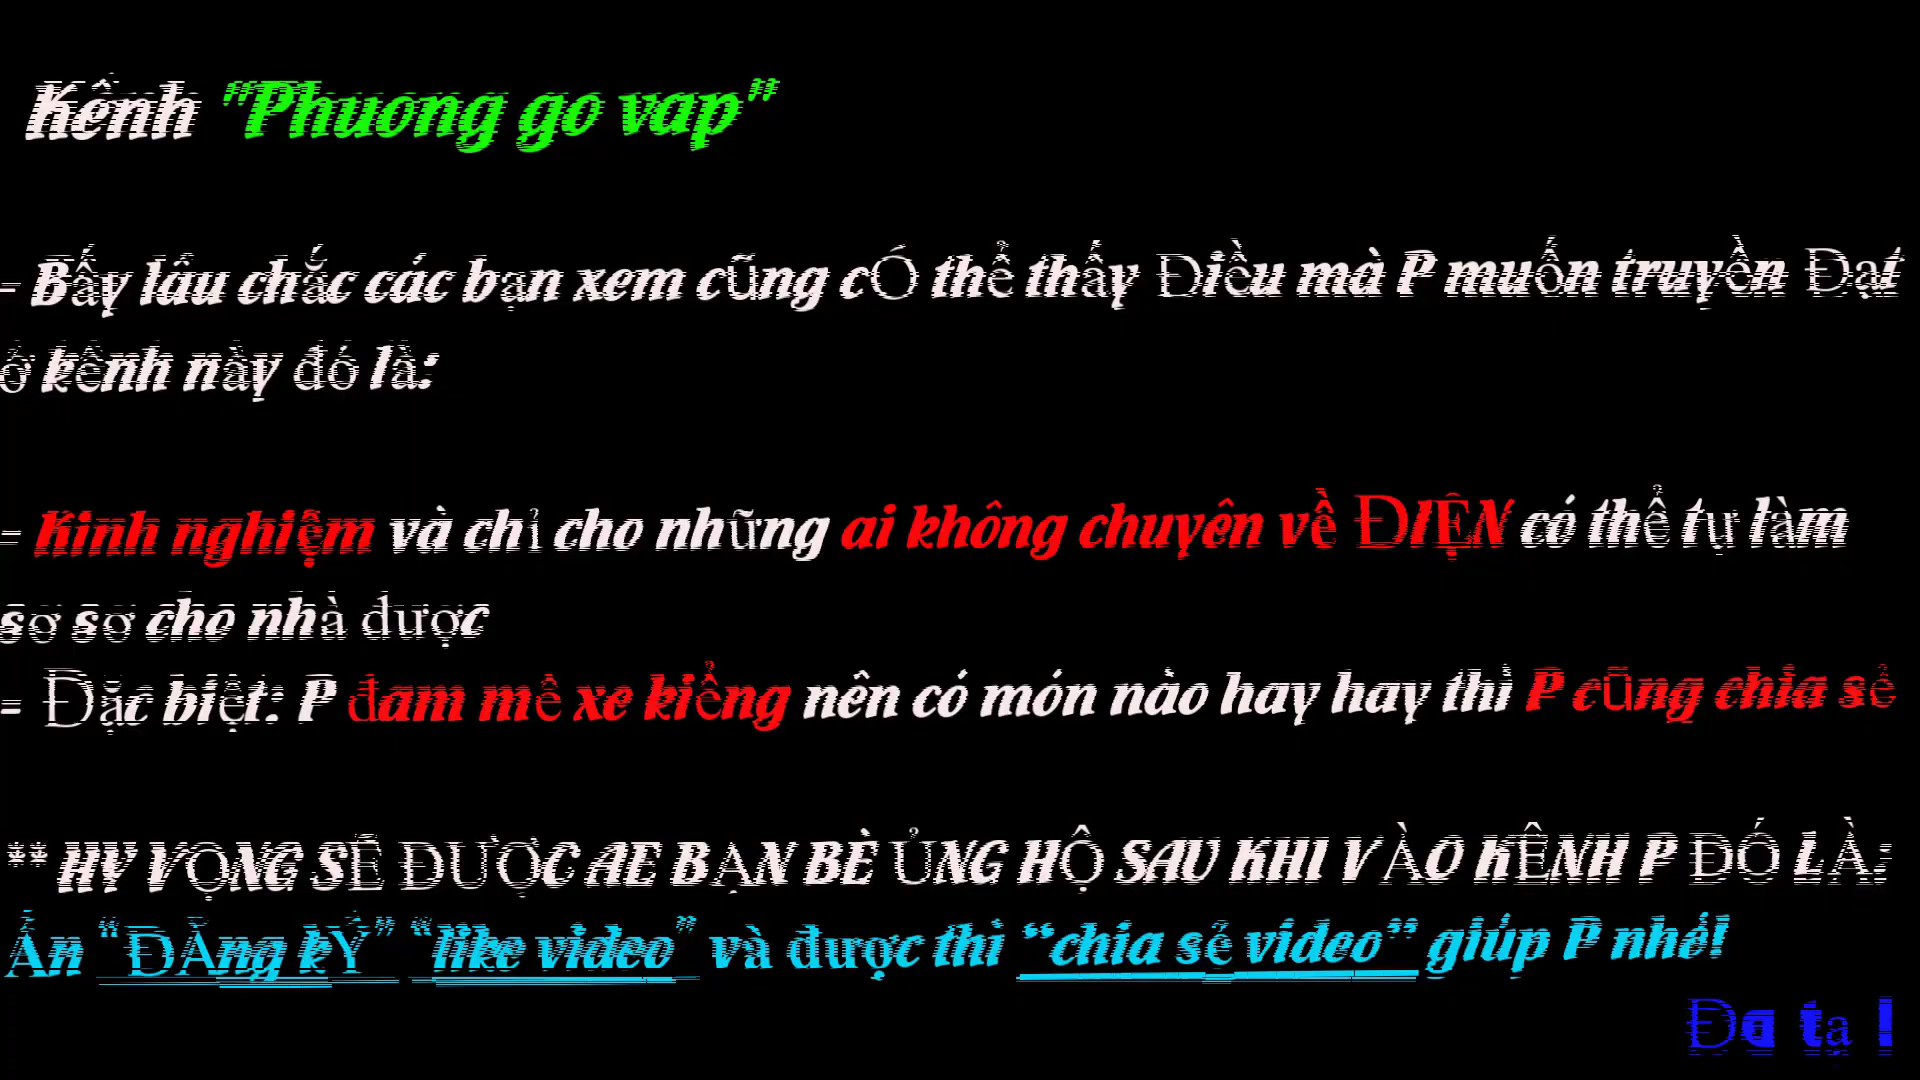 Kênh "Phuong go vap"
- Bấy lâu chắc các bạn xem cũng cÓ thể thấy Điều mà P muốn truyền Đạt
ở kênh nầy đó là:
- Kinh nghiệm và chỉ cho những ai không chuyên về ĐIỆN có thể tự làm
sơ sơ cho nhà được
- Đặc biệt: P đam mê xe kiểng nên có món nào hay hay thì P cũng chia sẻ
** HY VỌNG SẼ ĐƯỢC AE BẠN BÈ ỦNG HỘ SAU KHI VÀO KÊNH P ĐÓ LÀ:
Ấn “ĐĂng kÝ” “like video” và được thì “chia sẻ video” giúp P nhé!
Đa tạ !